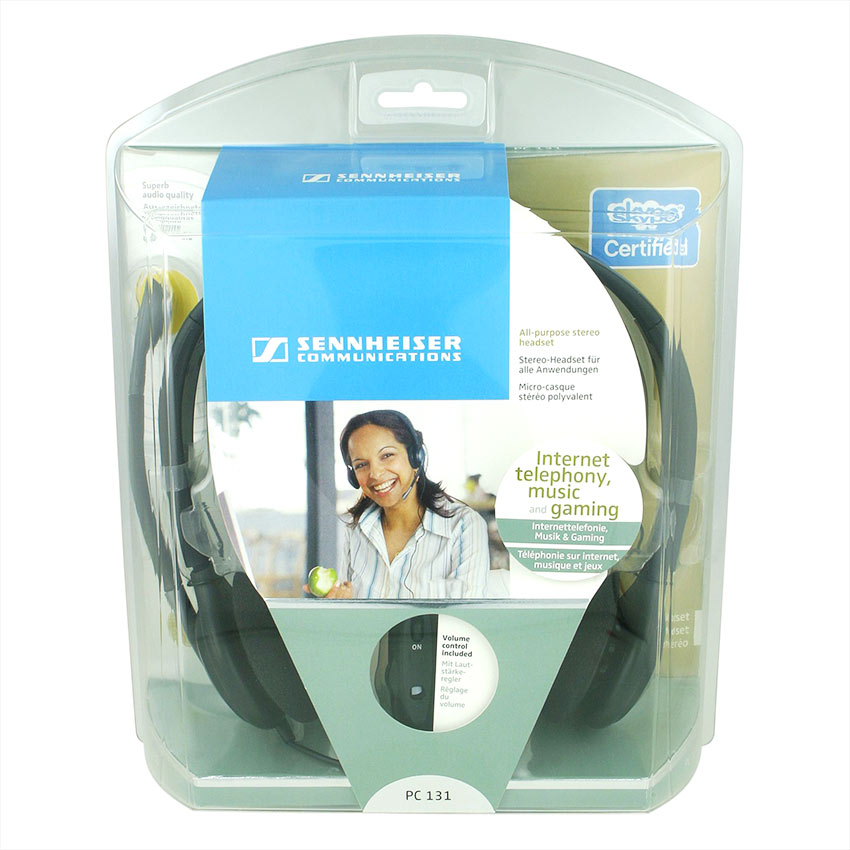 SENNHEISER
COMMUNICATIONS
Superb
audio quality
skype
Certified
SENNHEISER
COMMUNICATIONS
All-purpose stereo
headset
Stereo-Headset für
alle Anwendungen
Micro-casque
stéréo polyvalent
Internet
telephony,
music
and gaming
Internettelefonie,
Musik & Gaming
Téléphonie sur internet,
musique et jeux
ON
Volume
control
included
Mit Laut-
stärke-
regler
Réglage
du
volume
PC 131